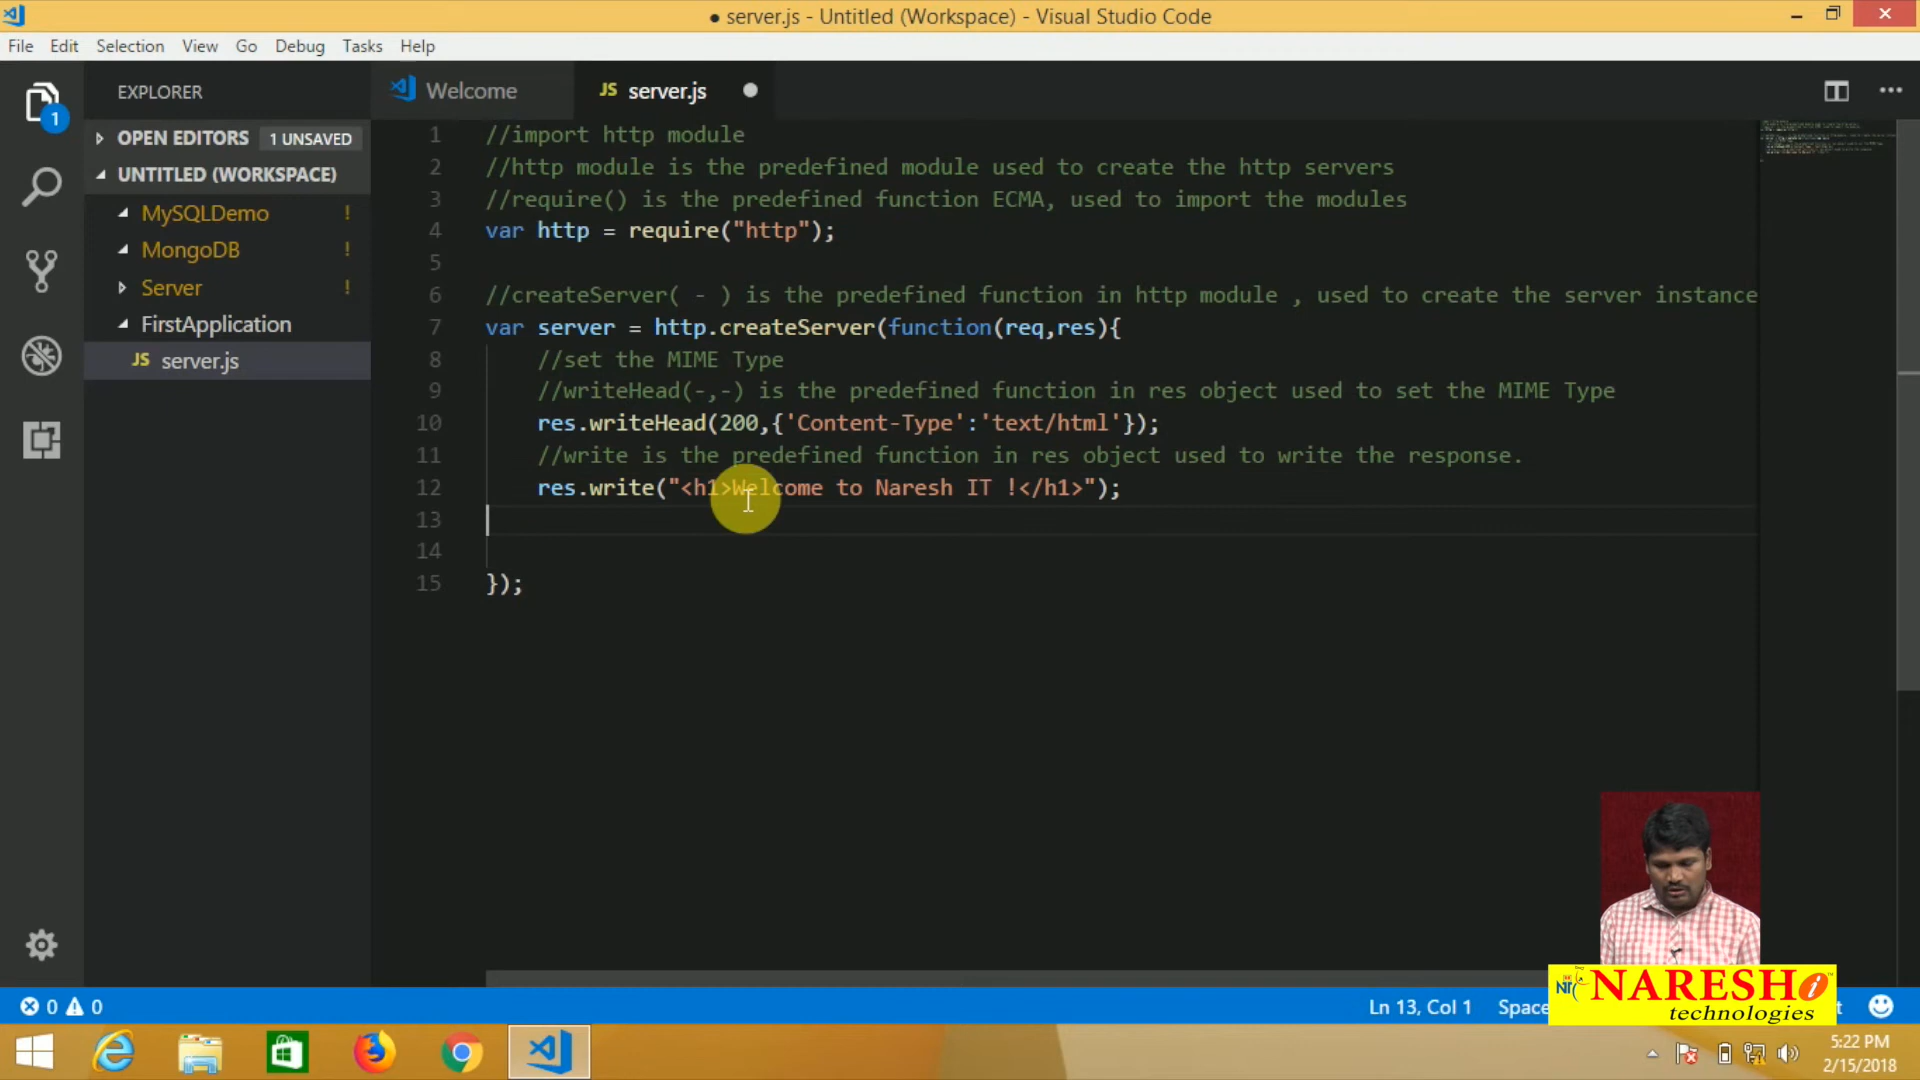 ● server.js - Untitled (Workspace) - Visual Studio Code
File Edit Selection View Go Debug Tasks Help
EXPLORER
Welcome
JS server.js
1
OPEN EDITORS 1 UNSAVED
UNTITLED (WORKSPACE)
MySQLDemo !
MongoDB !
Server !
FirstApplication
JS server.js
1 //import http module
2 //http module is the predefined module used to create the http servers
3 //require() is the predefined function ECMA, used to import the modules
4 var http = require("http");
5
6 //createServer( - ) is the predefined function in http module , used to create the server instance
7 var server = http.createServer(function(req,res){
8 //set the MIME Type
9 //writeHead(-,-) is the predefined function in res object used to set the MIME Type
10 res.writeHead(200,{'Content-Type':'text/html'});
11 //write is the predefined function in res object used to write the response.
12 res.write("<h1>Welcome to Naresh IT !</h1>");
13
14
15 });
0 0
Ln 13, Col 1
NARESH i
technologies
5:22 PM
2/15/2018